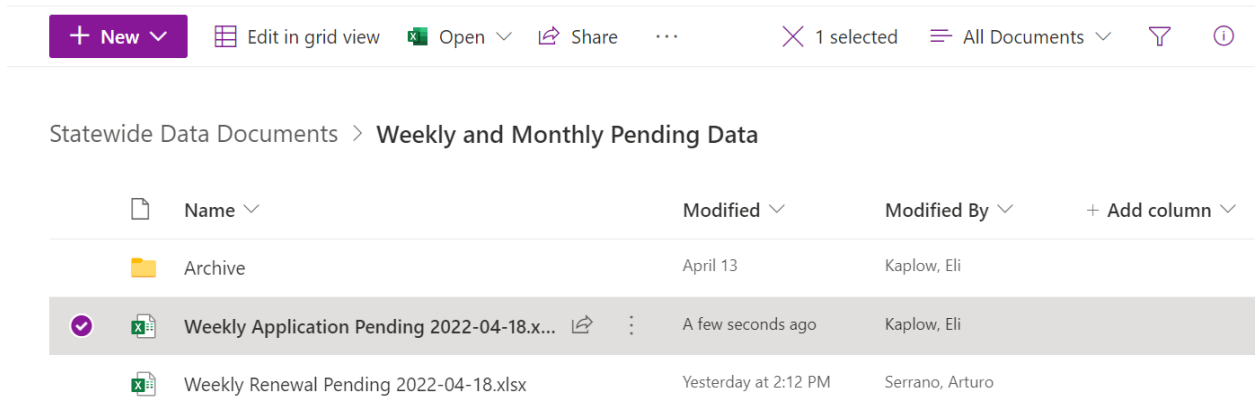 + New Edit in grid view Open Share ... 1 selected All Documents
Statewide Data Documents > Weekly and Monthly Pending Data
Name Modified Modified By + Add column
Archive April 13 Kaplow, Eli
Weekly Application Pending 2022-04-18.x... A few seconds ago Kaplow, Eli
Weekly Renewal Pending 2022-04-18.xlsx Yesterday at 2:12 PM Serrano, Arturo